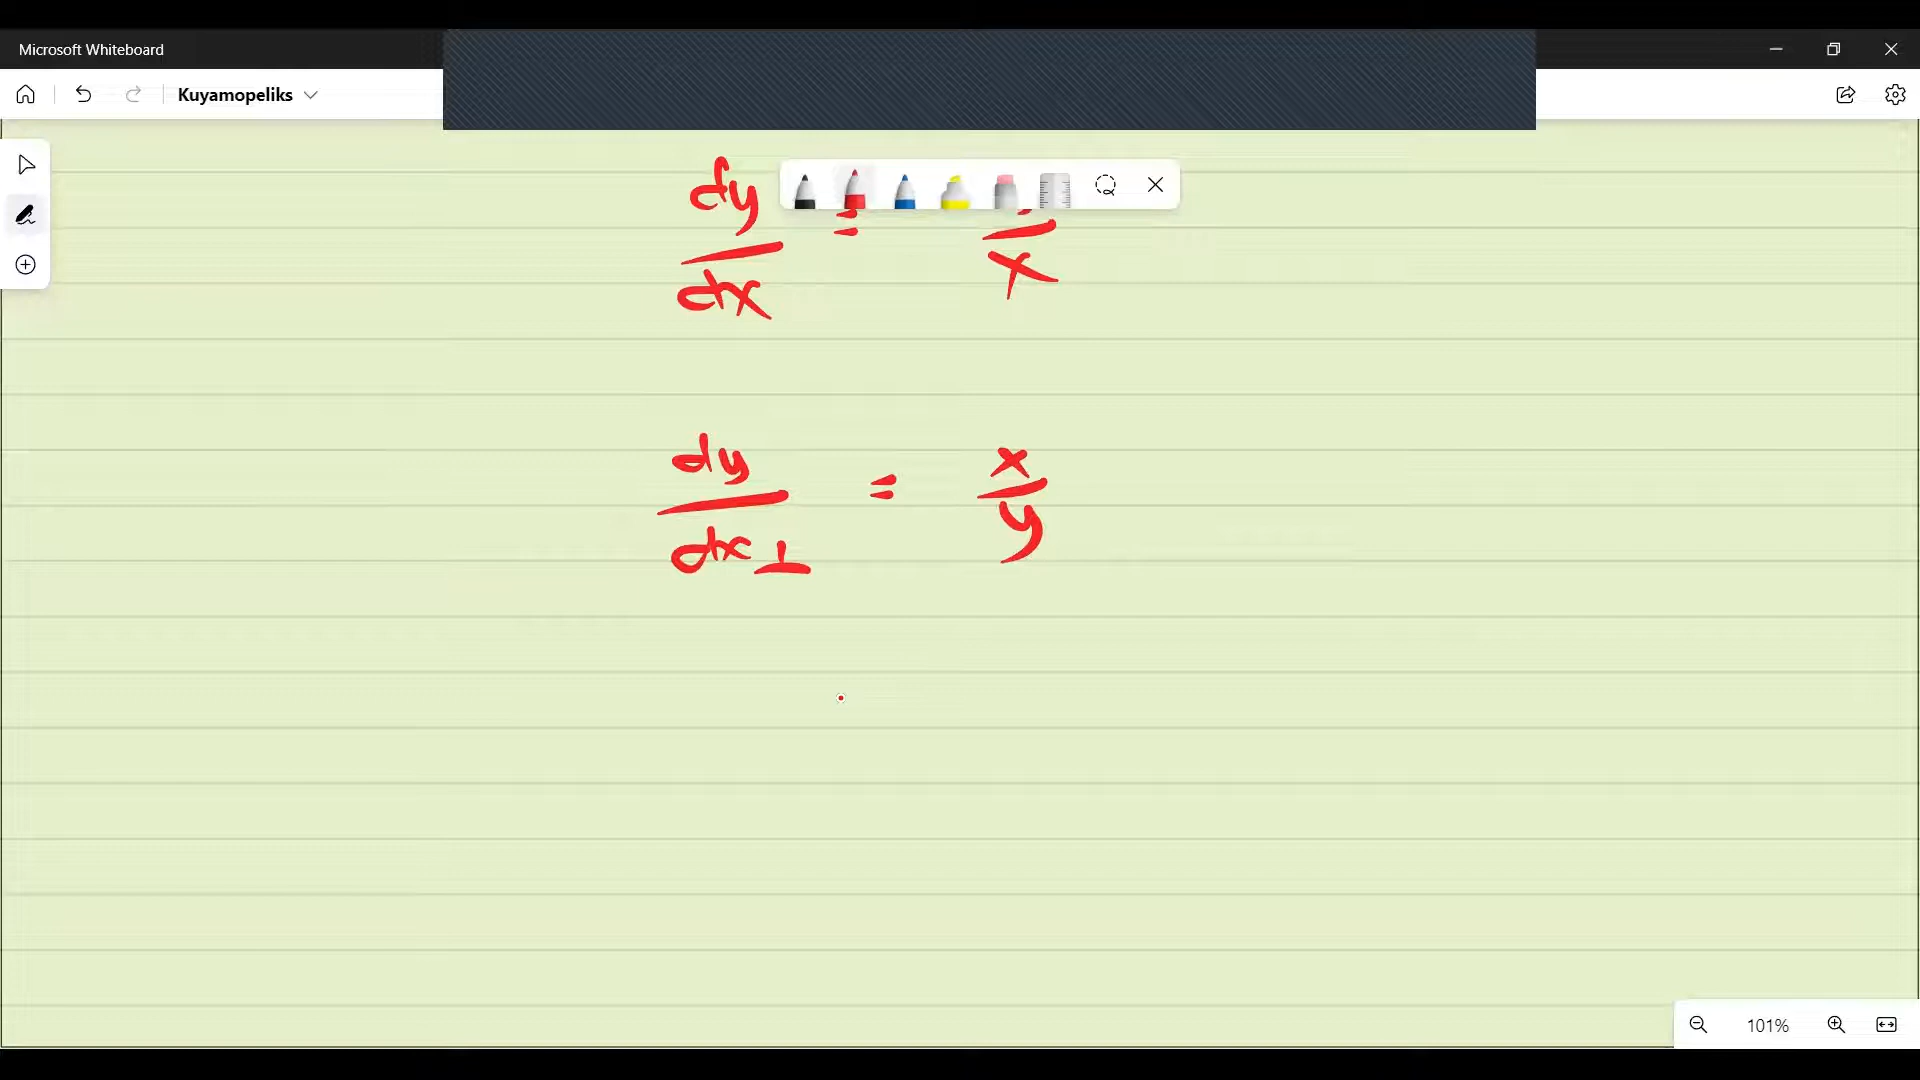 Microsoft Whiteboard
Kuyamopeliks
dy/dx = /x
dy/dx⊥ = x/y
101%